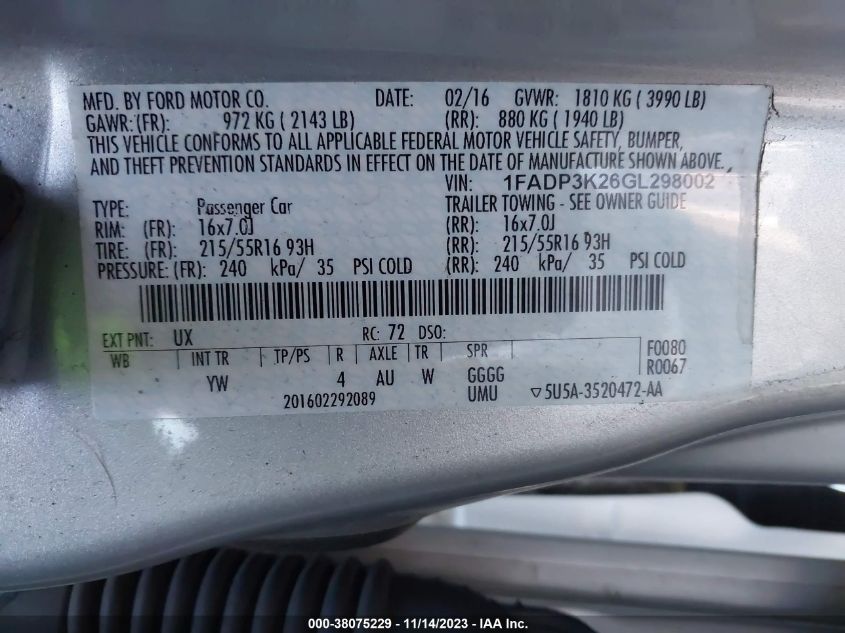 MFD. BY FORD MOTOR CO. DATE: 02/16 GVWR: 1810 KG ( 3990 LB)
GAWR:(FR): 972 KG ( 2143 LB) (RR): 880 KG ( 1940 LB)
THIS VEHICLE CONFORMS TO ALL APPLICABLE FEDERAL MOTOR VEHICLE SAFETY, BUMPER,
AND THEFT PREVENTION STANDARDS IN EFFECT ON THE DATE OF MANUFACTURE SHOWN ABOVE.
VIN: 1FADP3K26GL298002
TYPE: Passenger Car TRAILER TOWING - SEE OWNER GUIDE
RIM: (FR): 16x7.0J (RR): 16x7.0J
TIRE: (FR): 215/55R16 93H (RR): 215/55R16 93H
PRESSURE: (FR): 240 kPa/ 35 PSI COLD (RR): 240 kPa/ 35 PSI COLD
EXT PNT: UX RC: 72 DSO:
WB INT TR TP/PS R AXLE TR SPR F0080
YW 4 AU W GGGG R0067
201602292089 UMU ▽5U5A-3520472-AA
000-38075229 - 11/14/2023 - IAA Inc.